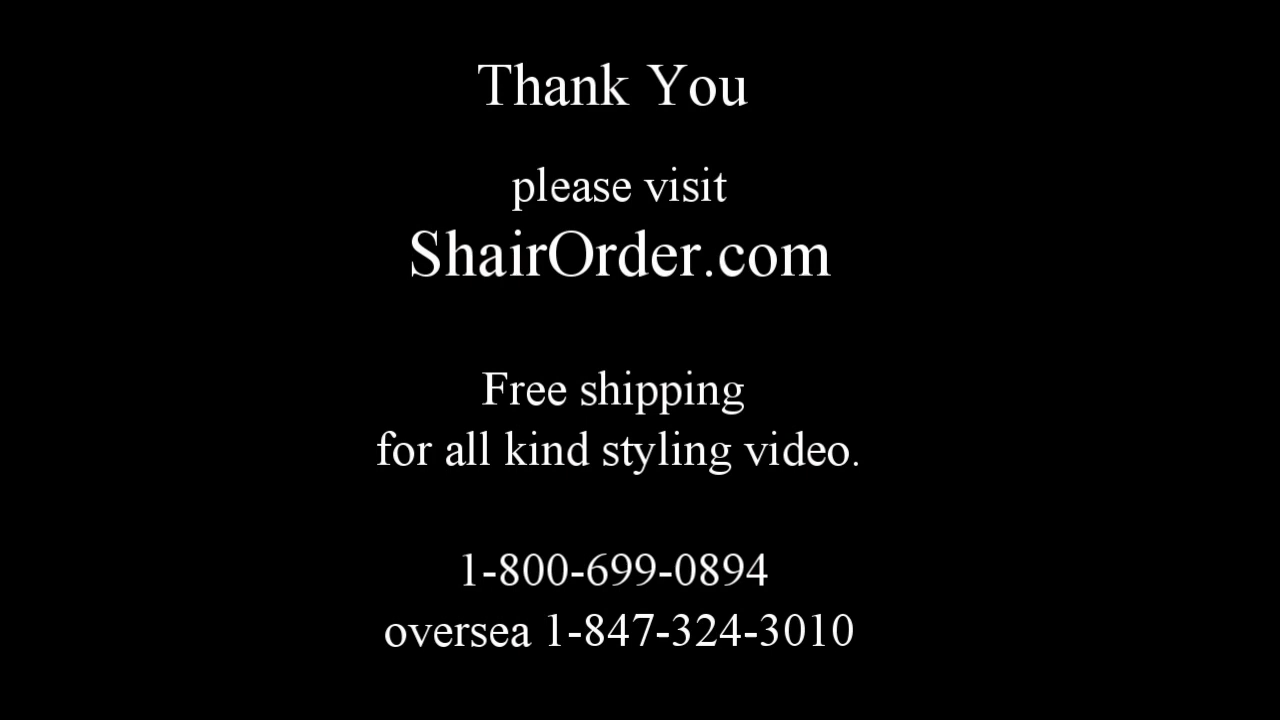 Thank You
please visit
ShairOrder.com
Free shipping
for all kind styling video.
1-800-699-0894
oversea 1-847-324-3010